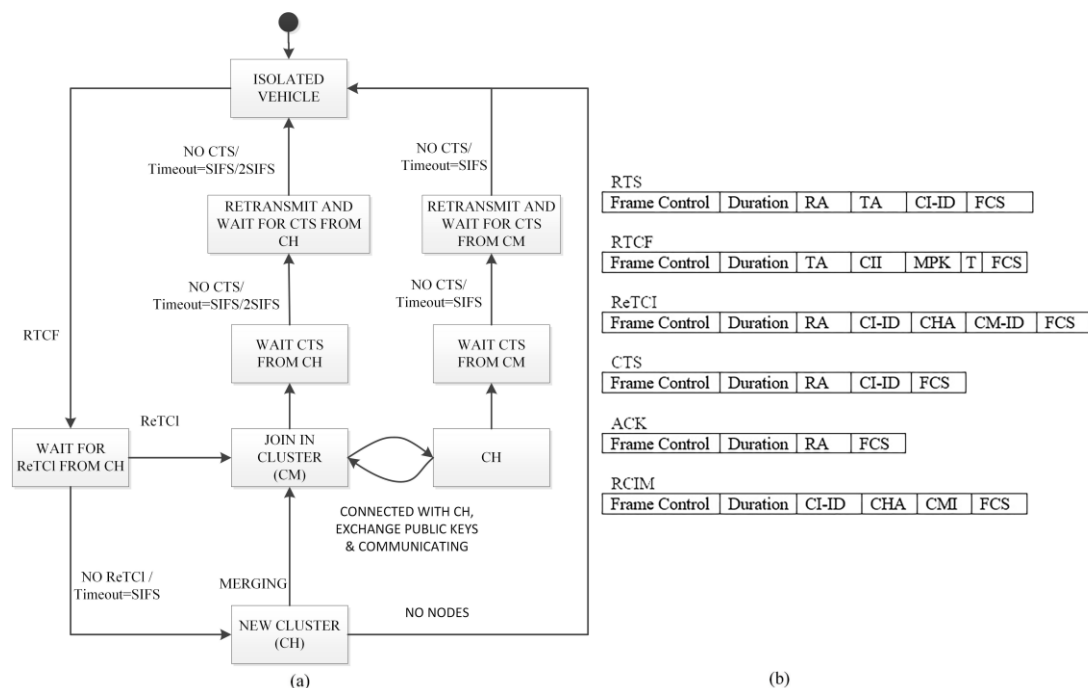 ISOLATED
VEHICLE
NO CTS/
Timeout=SIFS/2SIFS
NO CTS/
Timeout=SIFS
RETRANSMIT AND
WAIT FOR CTS FROM
CH
RETRANSMIT AND
WAIT FOR CTS
FROM CM
NO CTS/
Timeout=SIFS/2SIFS
NO CTS/
Timeout=SIFS
RTCF
WAIT CTS
FROM CH
WAIT CTS
FROM CM
ReTCl
WAIT FOR
ReTCl FROM CH
JOIN IN
CLUSTER
(CM)
CH
CONNECTED WITH CH,
EXCHANGE PUBLIC KEYS
& COMMUNICATING
NO ReTCl /
Timeout=SIFS
MERGING
NO NODES
NEW CLUSTER
(CH)
(a)
RTS
Frame Control Duration RA TA CI-ID FCS
RTCF
Frame Control Duration TA CII MPK T FCS
ReTCI
Frame Control Duration RA CI-ID CHA CM-ID FCS
CTS
Frame Control Duration RA CI-ID FCS
ACK
Frame Control Duration RA FCS
RCIM
Frame Control Duration CI-ID CHA CMI FCS
(b)